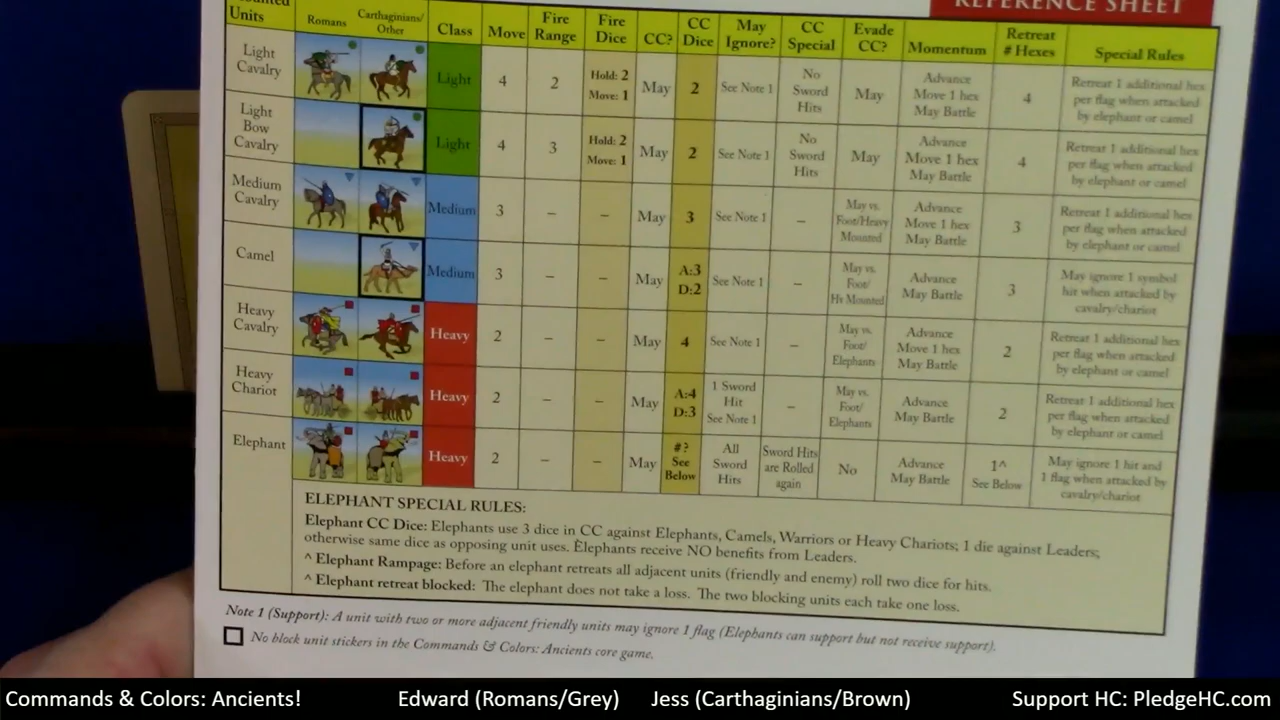 REFERENCE SHEET
Units Romans Carthaginians/ Other Class Move Fire Range Fire Dice CC? CC Dice May Ignore? CC Special Evade CC? Momentum Retreat # Hexes Special Rules
Light Cavalry Light 4 2 Hold: 2 Move: 1 May 2 See Note 1 No Sword Hits May Advance Move 1 hex May Battle 4 Retreat 1 additional hex per flag when attacked by elephant or camel
Light Bow Cavalry Light 4 3 Hold: 2 Move: 1 May 2 See Note 1 No Sword Hits May Advance Move 1 hex May Battle 4 Retreat 1 additional hex per flag when attacked by elephant or camel
Medium Cavalry Medium 3 – – May 3 See Note 1 – May vs. Foot/Heavy Mounted Advance Move 1 hex May Battle 3 Retreat 1 additional hex per flag when attacked by elephant or camel
Camel Medium 3 – – May A:3 D:2 See Note 1 – May vs. Foot/ Hv Mounted Advance May Battle 3 May ignore 1 symbol hit when attacked by cavalry/chariot
Heavy Cavalry Heavy 2 – – May 4 See Note 1 – May vs. Foot/ Elephants Advance Move 1 hex May Battle 2 Retreat 1 additional hex per flag when attacked by elephant or camel
Heavy Chariot Heavy 2 – – May A:4 D:3 1 Sword Hit See Note 1 – May vs. Foot/ Elephants Advance May Battle 2 Retreat 1 additional hex per flag when attacked by elephant or camel
Elephant Heavy 2 – – May #? See Below All Sword Hits Sword Hits are Rolled again No Advance May Battle 1^ See Below May ignore 1 hit and 1 flag when attacked by cavalry/chariot
ELEPHANT SPECIAL RULES:
Elephant CC Dice: Elephants use 3 dice in CC against Elephants, Camels, Warriors or Heavy Chariots; 1 die against Leaders;
otherwise same dice as opposing unit uses. Elephants receive NO benefits from Leaders.
^ Elephant Rampage: Before an elephant retreats all adjacent units (friendly and enemy) roll two dice for hits.
^ Elephant retreat blocked: The elephant does not take a loss. The two blocking units each take one loss.
Note 1 (Support): A unit with two or more adjacent friendly units may ignore 1 flag (Elephants can support but not receive support).
No block unit stickers in the Commands & Colors: Ancients core game.
Commands & Colors: Ancients! Edward (Romans/Grey) Jess (Carthaginians/Brown) Support HC: PledgeHC.com